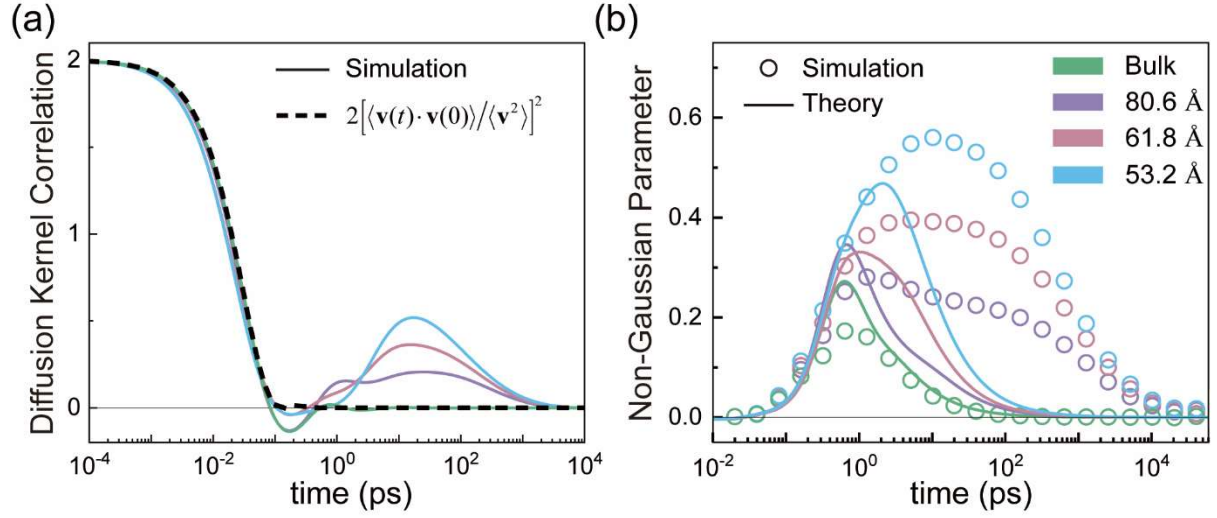 (a)
Diffusion Kernel Correlation
2
1
0
Simulation
2[⟨v(t)·v(0)⟩/⟨v²⟩]²
10⁻⁴
10⁻²
10⁰
10²
10⁴
time (ps)
(b)
Non-Gaussian Parameter
0.6
0.4
0.2
0.0
Simulation
Theory
Bulk
80.6 Å
61.8 Å
53.2 Å
10⁻²
10⁰
10²
10⁴
time (ps)